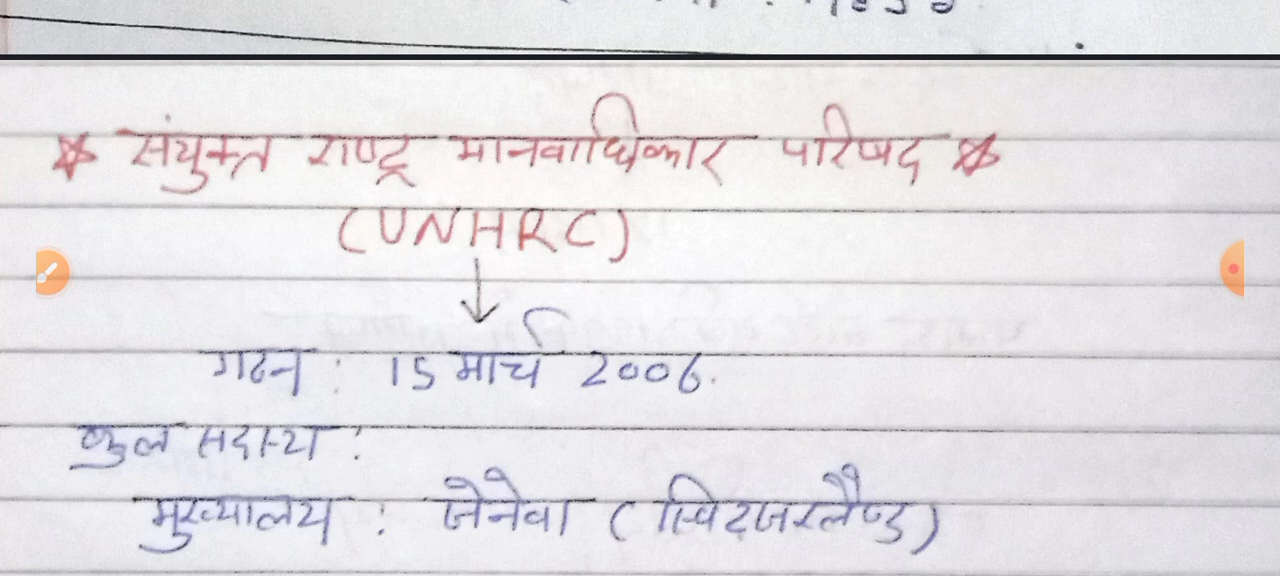 * संयुक्त राष्ट्र मानवाधिकार परिषद *
(UNHRC)
↓
गठन : 15 मार्च 2006.
कुल सदस्य :
मुख्यालय : जेनेवा ( स्विटजरलैण्ड )